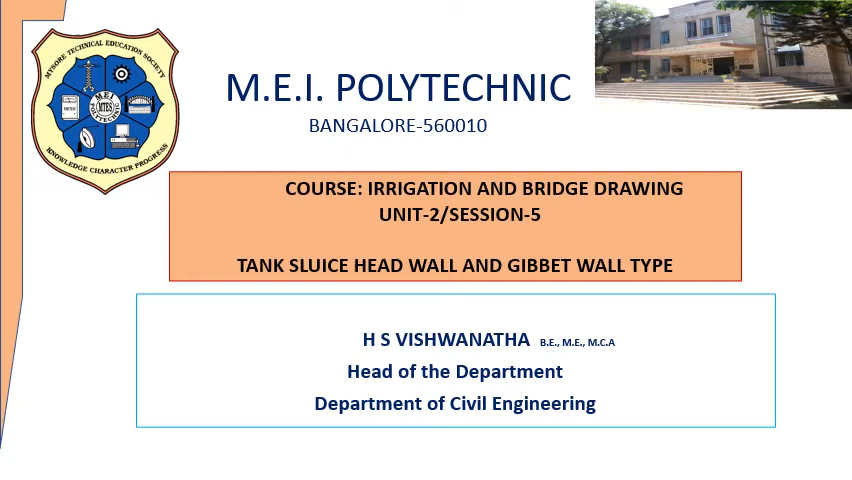 MYSORE TECHNICAL EDUCATION SOCIETY
MEI
MTES
POLYTECHNIC
METER
KNOWLEDGE CHARACTER PROGRESS
M.E.I. POLYTECHNIC
BANGALORE-560010
COURSE: IRRIGATION AND BRIDGE DRAWING
UNIT-2/SESSION-5
TANK SLUICE HEAD WALL AND GIBBET WALL TYPE
H S VISHWANATHA B.E., M.E., M.C.A
Head of the Department
Department of Civil Engineering